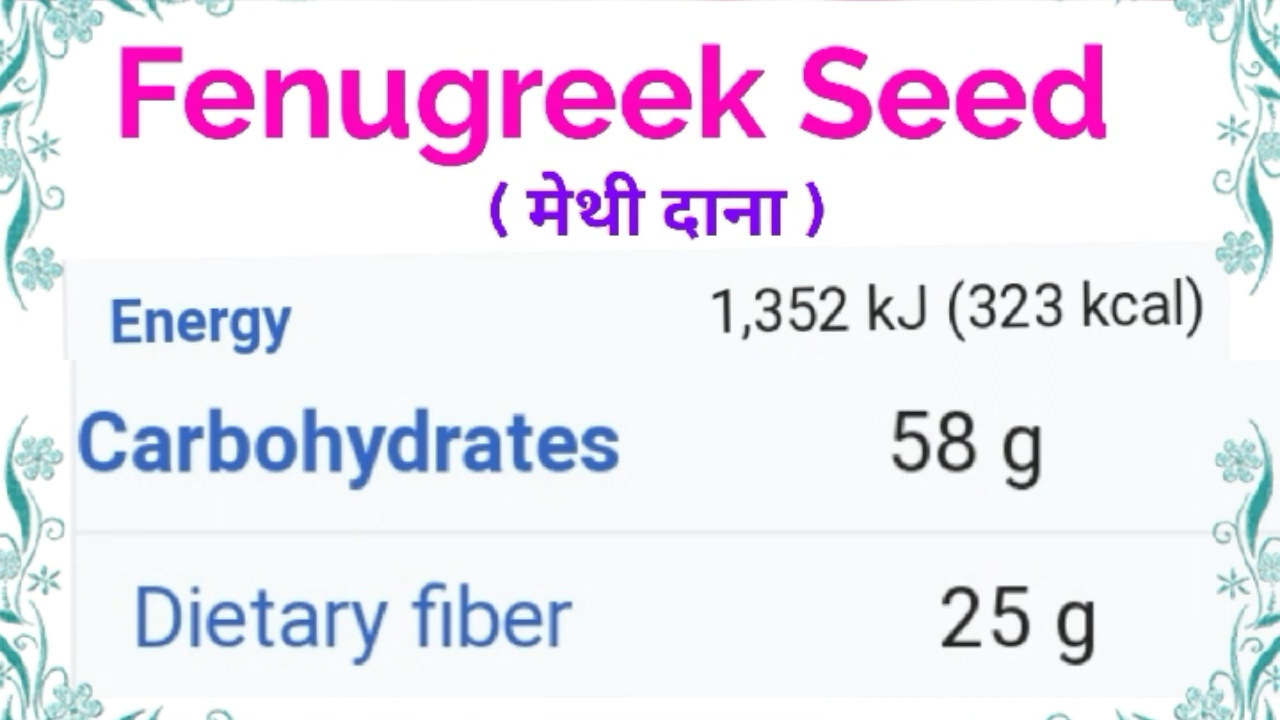 Fenugreek Seed
( मेथी दाना )
Energy 1,352 kJ (323 kcal)
Carbohydrates 58 g
Dietary fiber 25 g